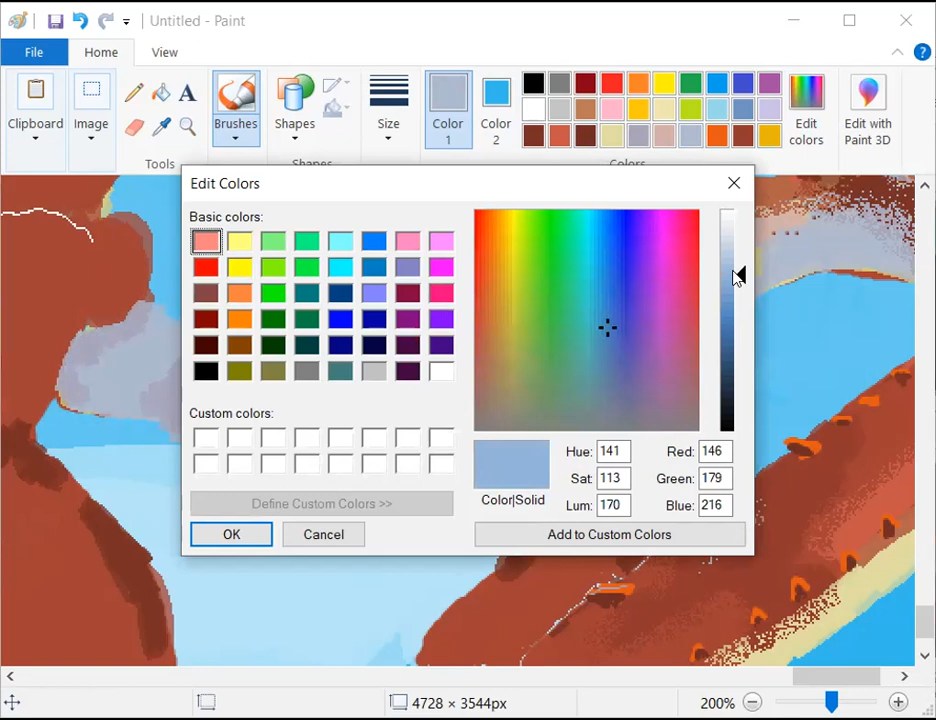 Untitled - Paint
File
Home
View
Clipboard
Image
Tools
Brushes
Shapes
Shapes
Size
Color 1
Color 2
Edit colors
Edit with Paint 3D
Colors
Edit Colors
Basic colors:
Custom colors:
Define Custom Colors >>
OK
Cancel
Color|Solid
Hue: 141
Red: 146
Sat: 113
Green: 179
Lum: 170
Blue: 216
Add to Custom Colors
4728 × 3544px
200%